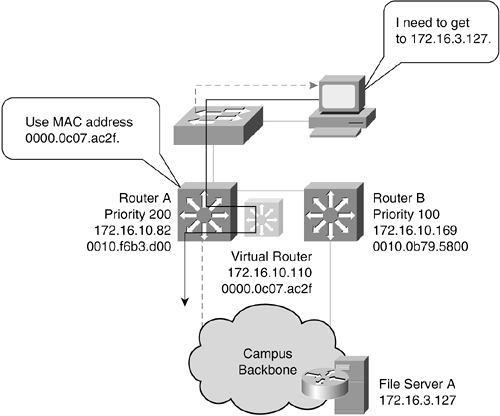 I need to get
to 172.16.3.127.
Use MAC address
0000.0c07.ac2f.
Router A
Priority 200
172.16.10.82
0010.f6b3.d00
Router B
Priority 100
172.16.10.169
0010.0b79.5800
Virtual Router
172.16.10.110
0000.0c07.ac2f
Campus
Backbone
File Server A
172.16.3.127